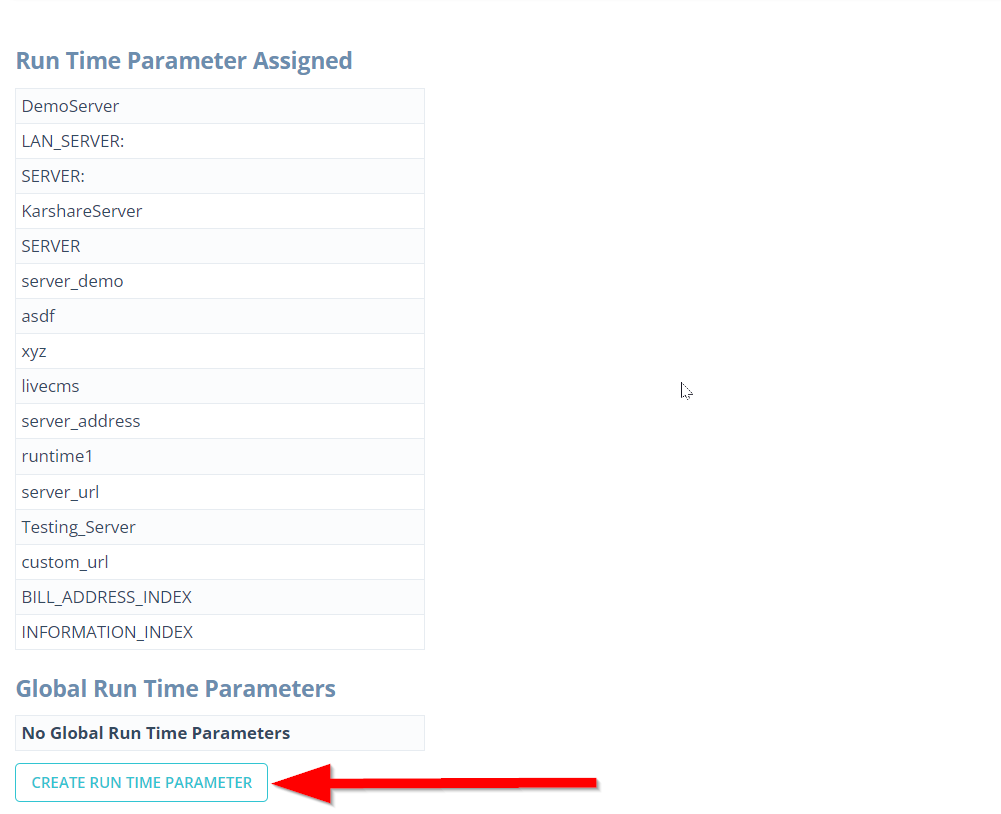 Run Time Parameter Assigned
DemoServer
LAN_SERVER:
SERVER:
KarshareServer
SERVER
server_demo
asdf
xyz
livecms
server_address
runtime1
server_url
Testing_Server
custom_url
BILL_ADDRESS_INDEX
INFORMATION_INDEX
Global Run Time Parameters
No Global Run Time Parameters
CREATE RUN TIME PARAMETER